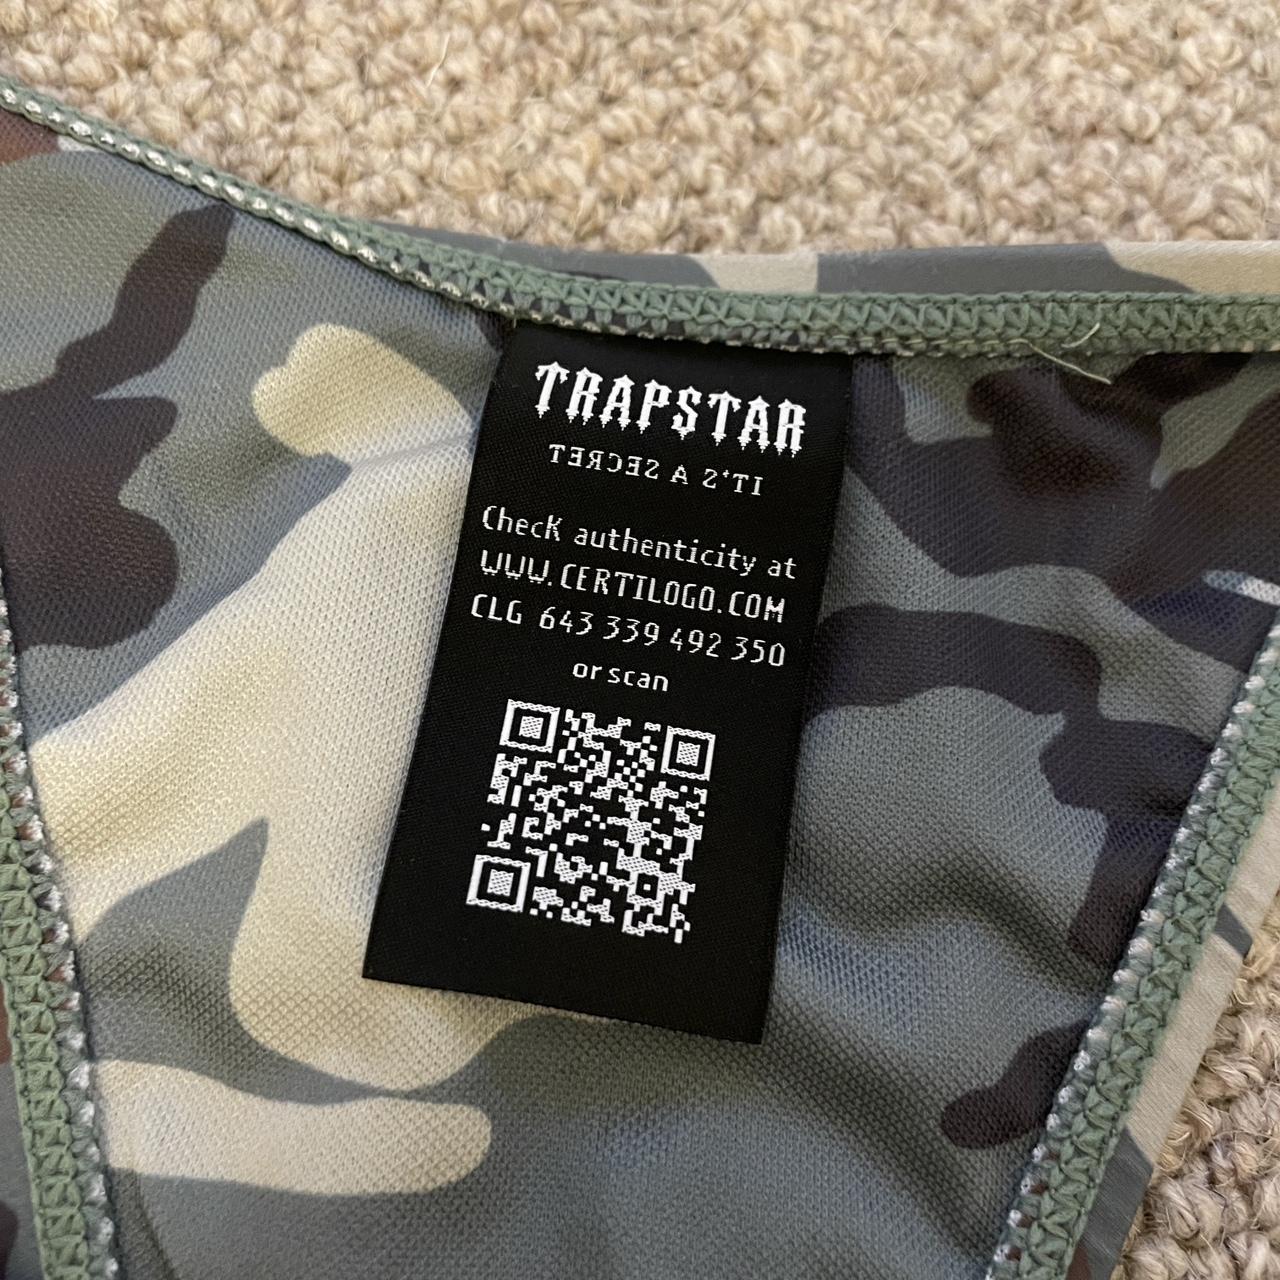 TRAPSTAR
IT'S A SECRET
Check authenticity at
WWW.CERTILOGO.COM
CLG 643 339 492 350
or scan